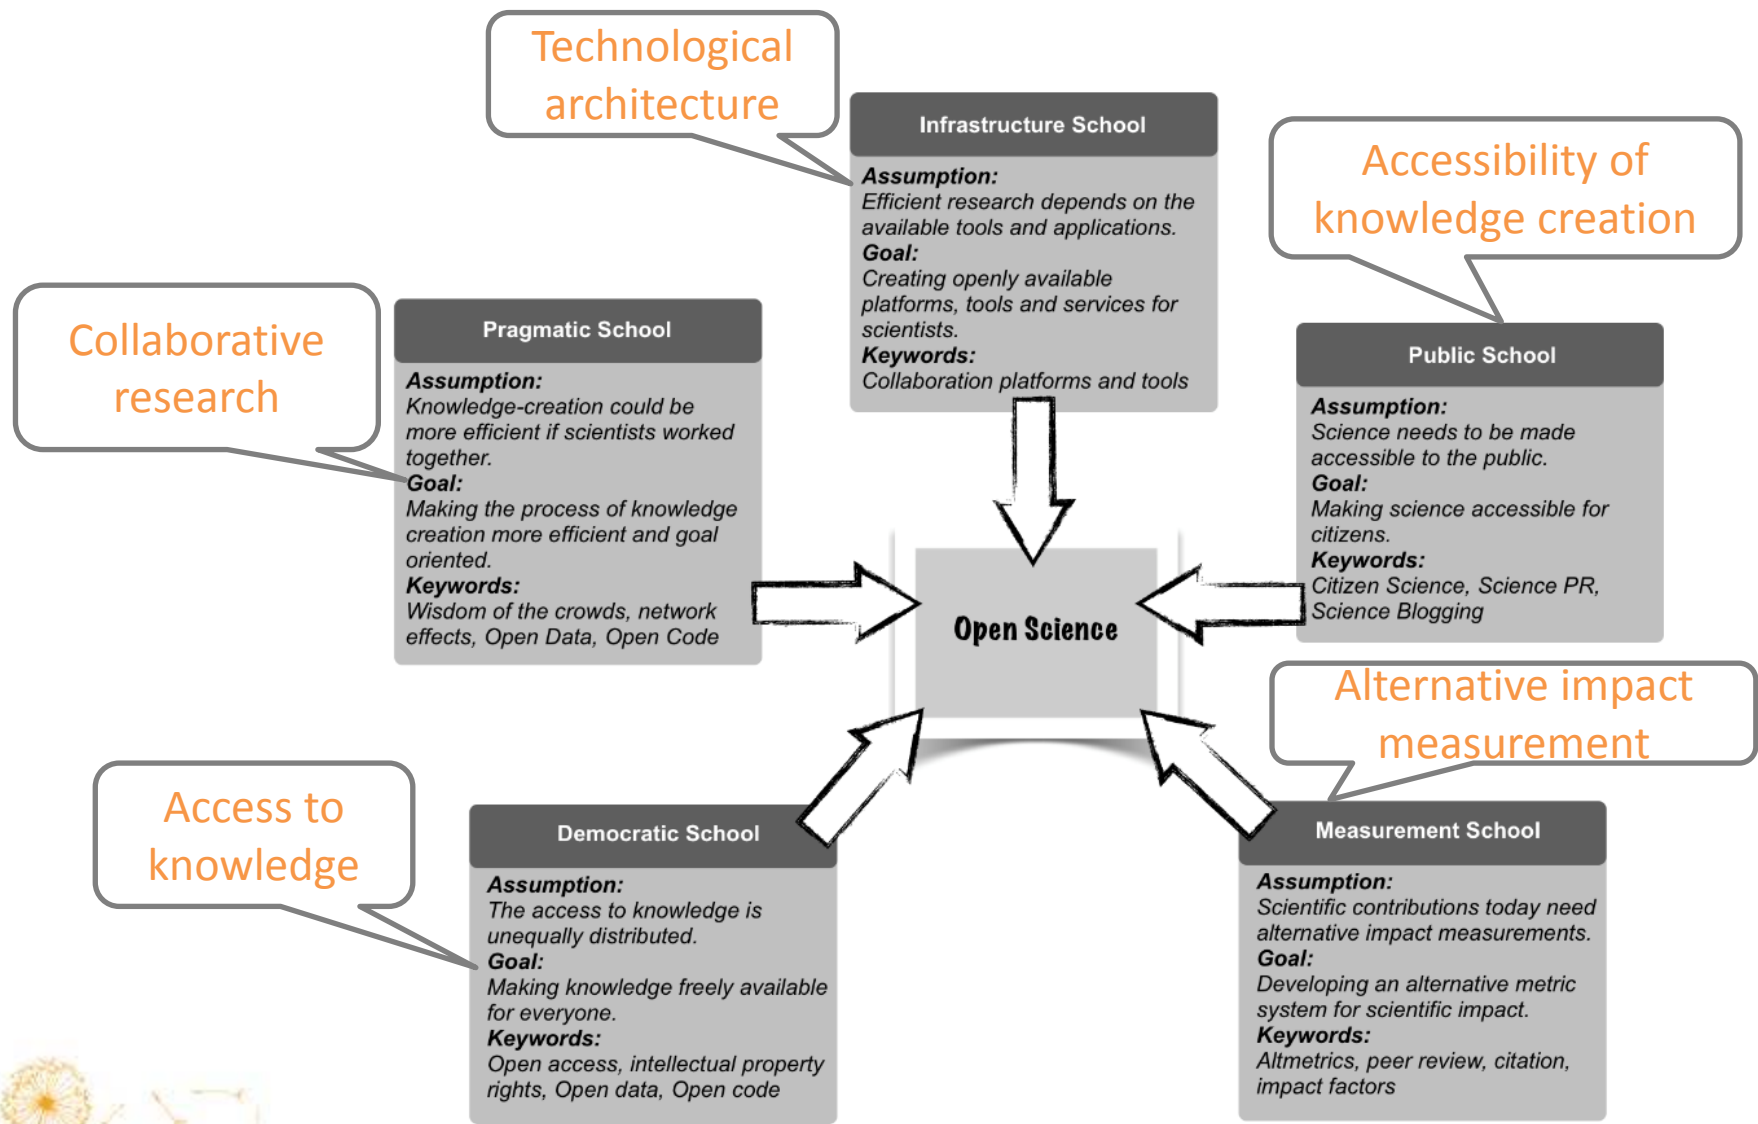 Technological
architecture
Infrastructure School
Assumption:
Efficient research depends on the
available tools and applications.
Goal:
Creating openly available
platforms, tools and services for
scientists.
Keywords:
Collaboration platforms and tools
Accessibility of
knowledge creation
Public School
Assumption:
Science needs to be made
accessible to the public.
Goal:
Making science accessible for
citizens.
Keywords:
Citizen Science, Science PR,
Science Blogging
Collaborative
research
Pragmatic School
Assumption:
Knowledge-creation could be
more efficient if scientists worked
together.
Goal:
Making the process of knowledge
creation more efficient and goal
oriented.
Keywords:
Wisdom of the crowds, network
effects, Open Data, Open Code
Open Science
Alternative impact
measurement
Measurement School
Assumption:
Scientific contributions today need
alternative impact measurements.
Goal:
Developing an alternative metric
system for scientific impact.
Keywords:
Altmetrics, peer review, citation,
impact factors
Access to
knowledge
Democratic School
Assumption:
The access to knowledge is
unequally distributed.
Goal:
Making knowledge freely available
for everyone.
Keywords:
Open access, intellectual property
rights, Open data, Open code